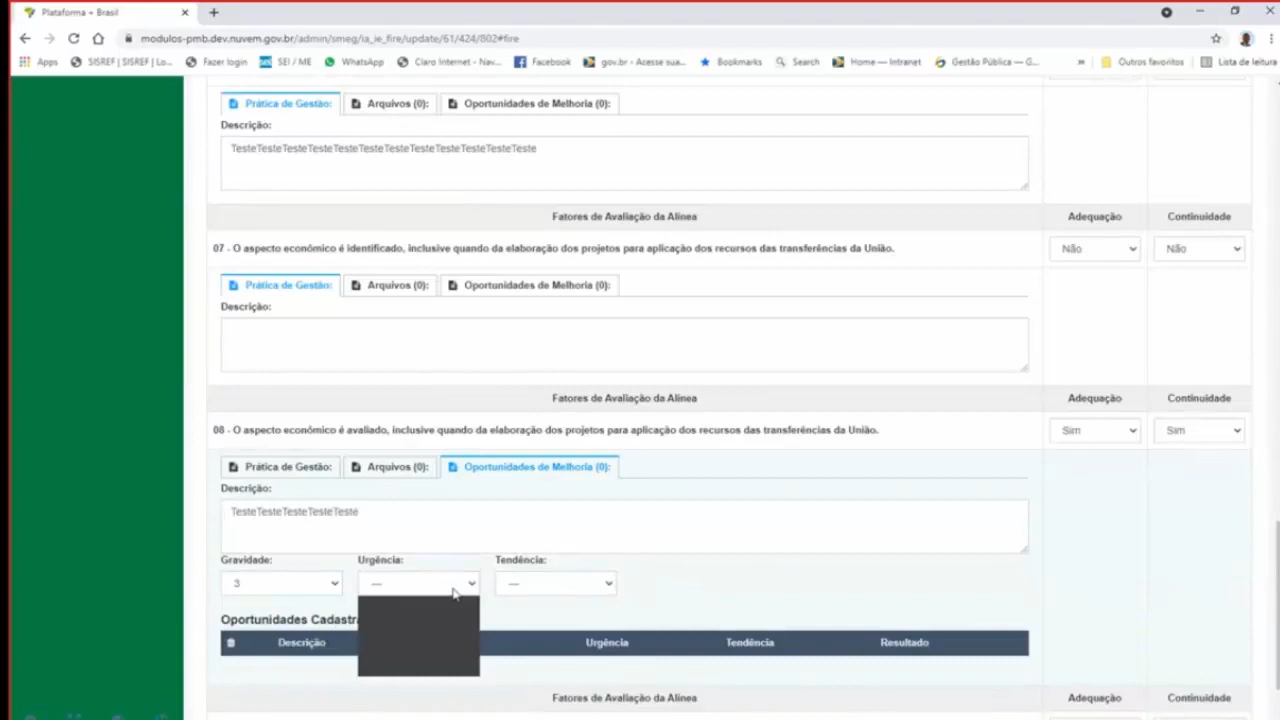 Plataforma + Brasil
modulos-pmb.dev.nuvem.gov.br/admin/smeg/ia_ie_fire/update/61/424/802#fire
Apps SISREF | SISREF | Lo... Fazer login SEI / ME WhatsApp Claro Internet - Nav... Facebook gov.br - Acesse sua... Bookmarks Search Home — Intranet Gestão Pública — G... » Outros favoritos Lista de leitura
Prática de Gestão: Arquivos (0): Oportunidades de Melhoria (0):
Descrição:
TesteTesteTesteTesteTesteTesteTesteTesteTesteTesteTesteTeste
Fatores de Avaliação da Alínea Adequação Continuidade
07 - O aspecto econômico é identificado, inclusive quando da elaboração dos projetos para aplicação dos recursos das transferências da União. Não Não
Prática de Gestão: Arquivos (0): Oportunidades de Melhoria (0):
Descrição:
Fatores de Avaliação da Alínea Adequação Continuidade
08 - O aspecto econômico é avaliado, inclusive quando da elaboração dos projetos para aplicação dos recursos das transferências da União. Sim Sim
Prática de Gestão: Arquivos (0): Oportunidades de Melhoria (0):
Descrição:
TesteTesteTesteTesteTeste
Gravidade: Urgência: Tendência:
3 --- ---
Oportunidades Cadastra
Descrição Urgência Tendência Resultado
Fatores de Avaliação da Alínea Adequação Continuidade